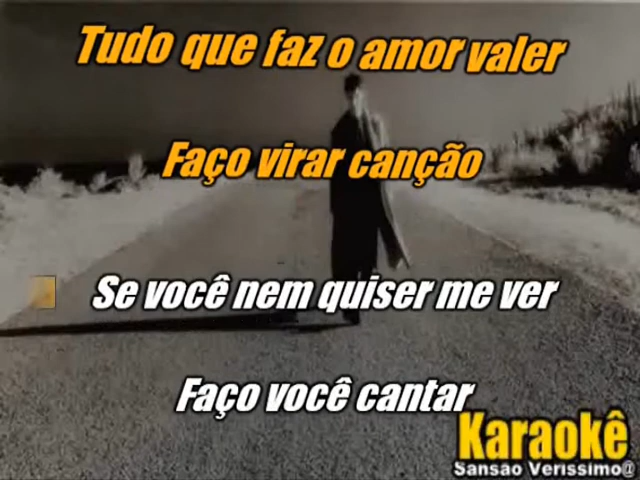 Tudo que faz o amor valer
Faço virar canção
Se você nem quiser me ver
Faço você cantar
Karaokê
Sansao Verissimo@